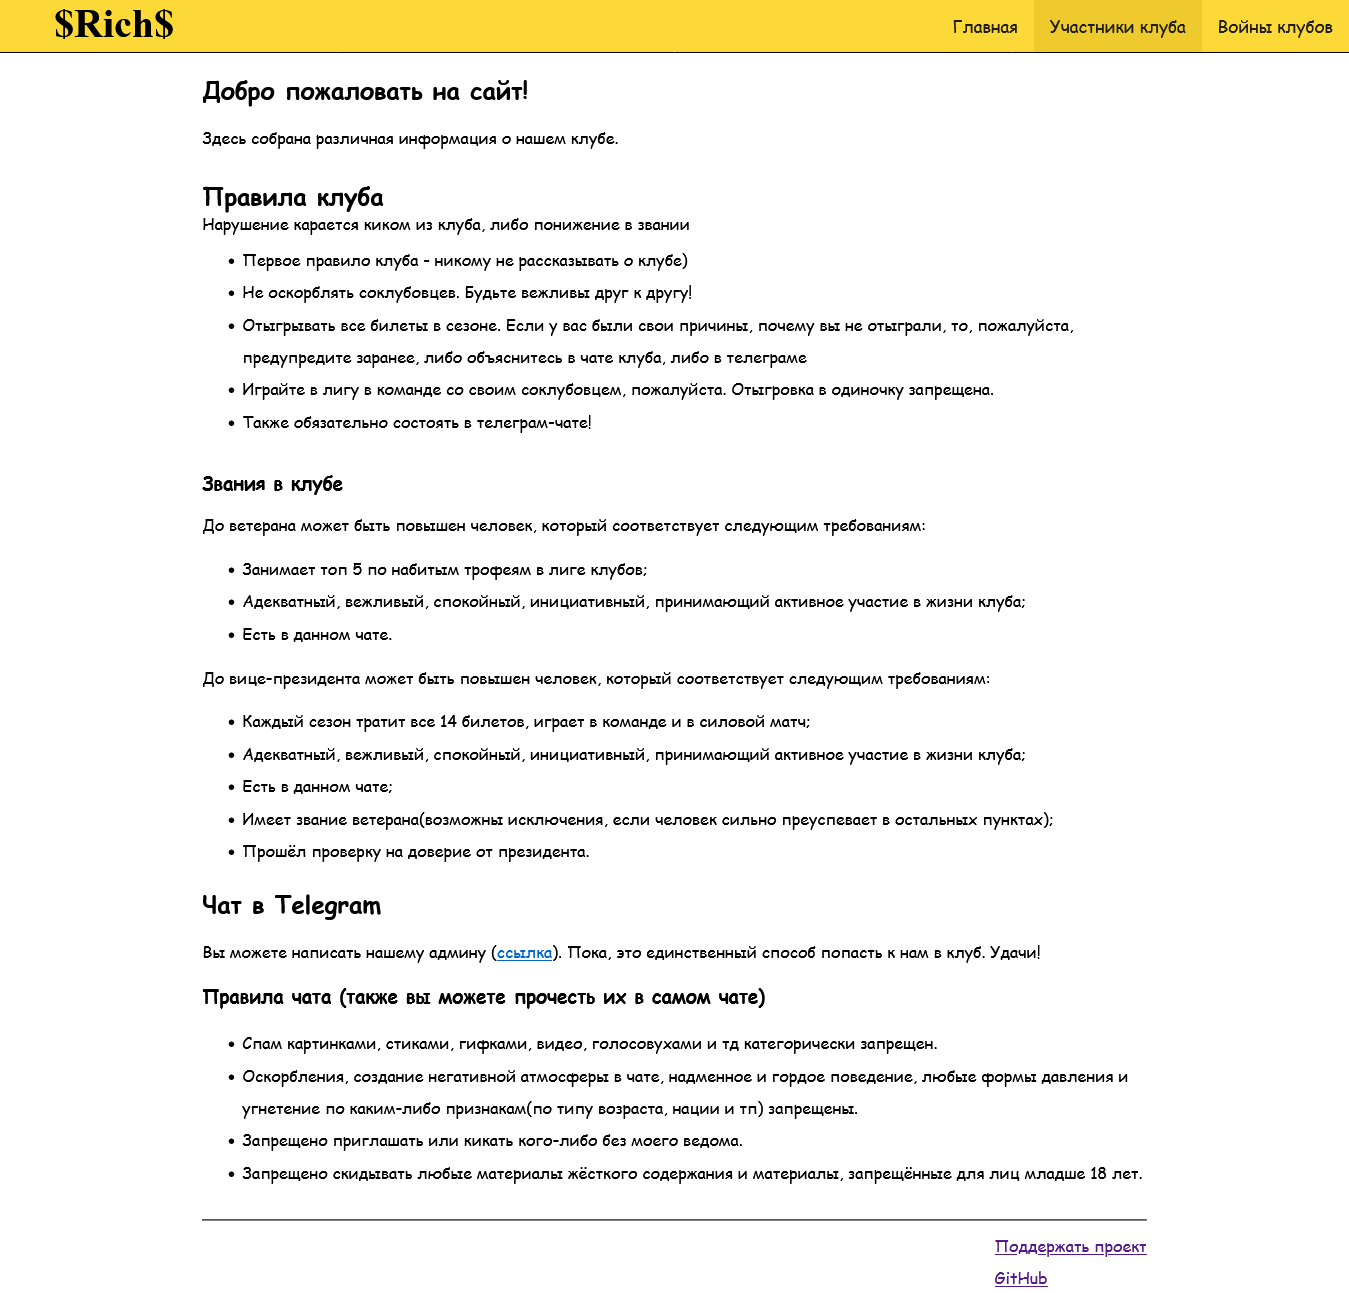 $Rich$
Главная
Участники клуба
Войны клубов
Добро пожаловать на сайт!
Здесь собрана различная информация о нашем клубе.
Правила клуба
Нарушение карается киком из клуба, либо понижение в звании
• Первое правило клуба - никому не рассказывать о клубе)
• Не оскорблять соклубовцев. Будьте вежливы друг к другу!
• Отыгрывать все билеты в сезоне. Если у вас были свои причины, почему вы не отыграли, то, пожалуйста,
предупредите заранее, либо объяснитесь в чате клуба, либо в телеграме
• Играйте в лигу в команде со своим соклубовцем, пожалуйста. Отыгровка в одиночку запрещена.
• Также обязательно состоять в телеграм-чате!
Звания в клубе
До ветерана может быть повышен человек, который соответствует следующим требованиям:
• Занимает топ 5 по набитым трофеям в лиге клубов;
• Адекватный, вежливый, спокойный, инициативный, принимающий активное участие в жизни клуба;
• Есть в данном чате.
До вице-президента может быть повышен человек, который соответствует следующим требованиям:
• Каждый сезон тратит все 14 билетов, играет в команде и в силовой матч;
• Адекватный, вежливый, спокойный, инициативный, принимающий активное участие в жизни клуба;
• Есть в данном чате;
• Имеет звание ветерана(возможны исключения, если человек сильно преуспевает в остальных пунктах);
• Прошёл проверку на доверие от президента.
Чат в Telegram
Вы можете написать нашему админу (ссылка). Пока, это единственный способ попасть к нам в клуб. Удачи!
Правила чата (также вы можете прочесть их в самом чате)
• Спам картинками, стиками, гифками, видео, голосовухами и тд категорически запрещен.
• Оскорбления, создание негативной атмосферы в чате, надменное и гордое поведение, любые формы давления и
угнетение по каким-либо признакам(по типу возраста, нации и тп) запрещены.
• Запрещено приглашать или кикать кого-либо без моего ведома.
• Запрещено скидывать любые материалы жёсткого содержания и материалы, запрещённые для лиц младше 18 лет.
Поддержать проект
GitHub